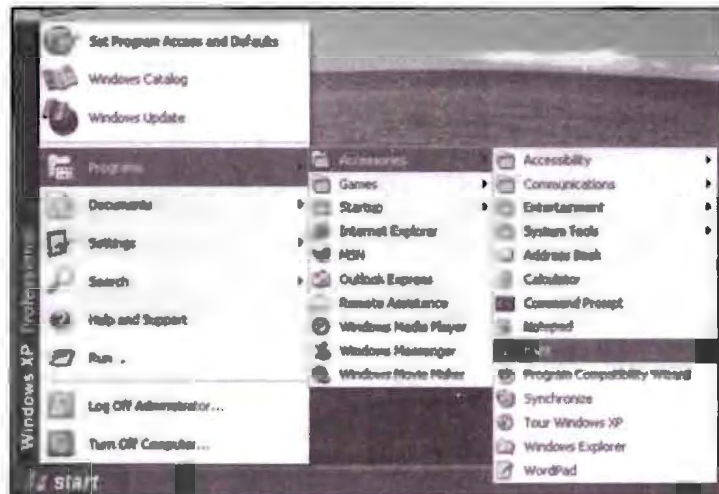 Set Program Access and Defaults
Windows Catalog
Windows Update
Programs
Documents
Settings
Search
Help and Support
Run
Log Off Administrator...
Turn Off Computer...
Windows XP Professional
start
Accessories
Games
Startup
Internet Explorer
MSN
Outlook Express
Remote Assistance
Windows Media Player
Windows Messenger
Windows Movie Maker
Accessibility
Communications
Entertainment
System Tools
Address Book
Calculator
Command Prompt
Notepad
Program Compatibility Wizard
Synchronize
Tour Windows XP
Windows Explorer
WordPad